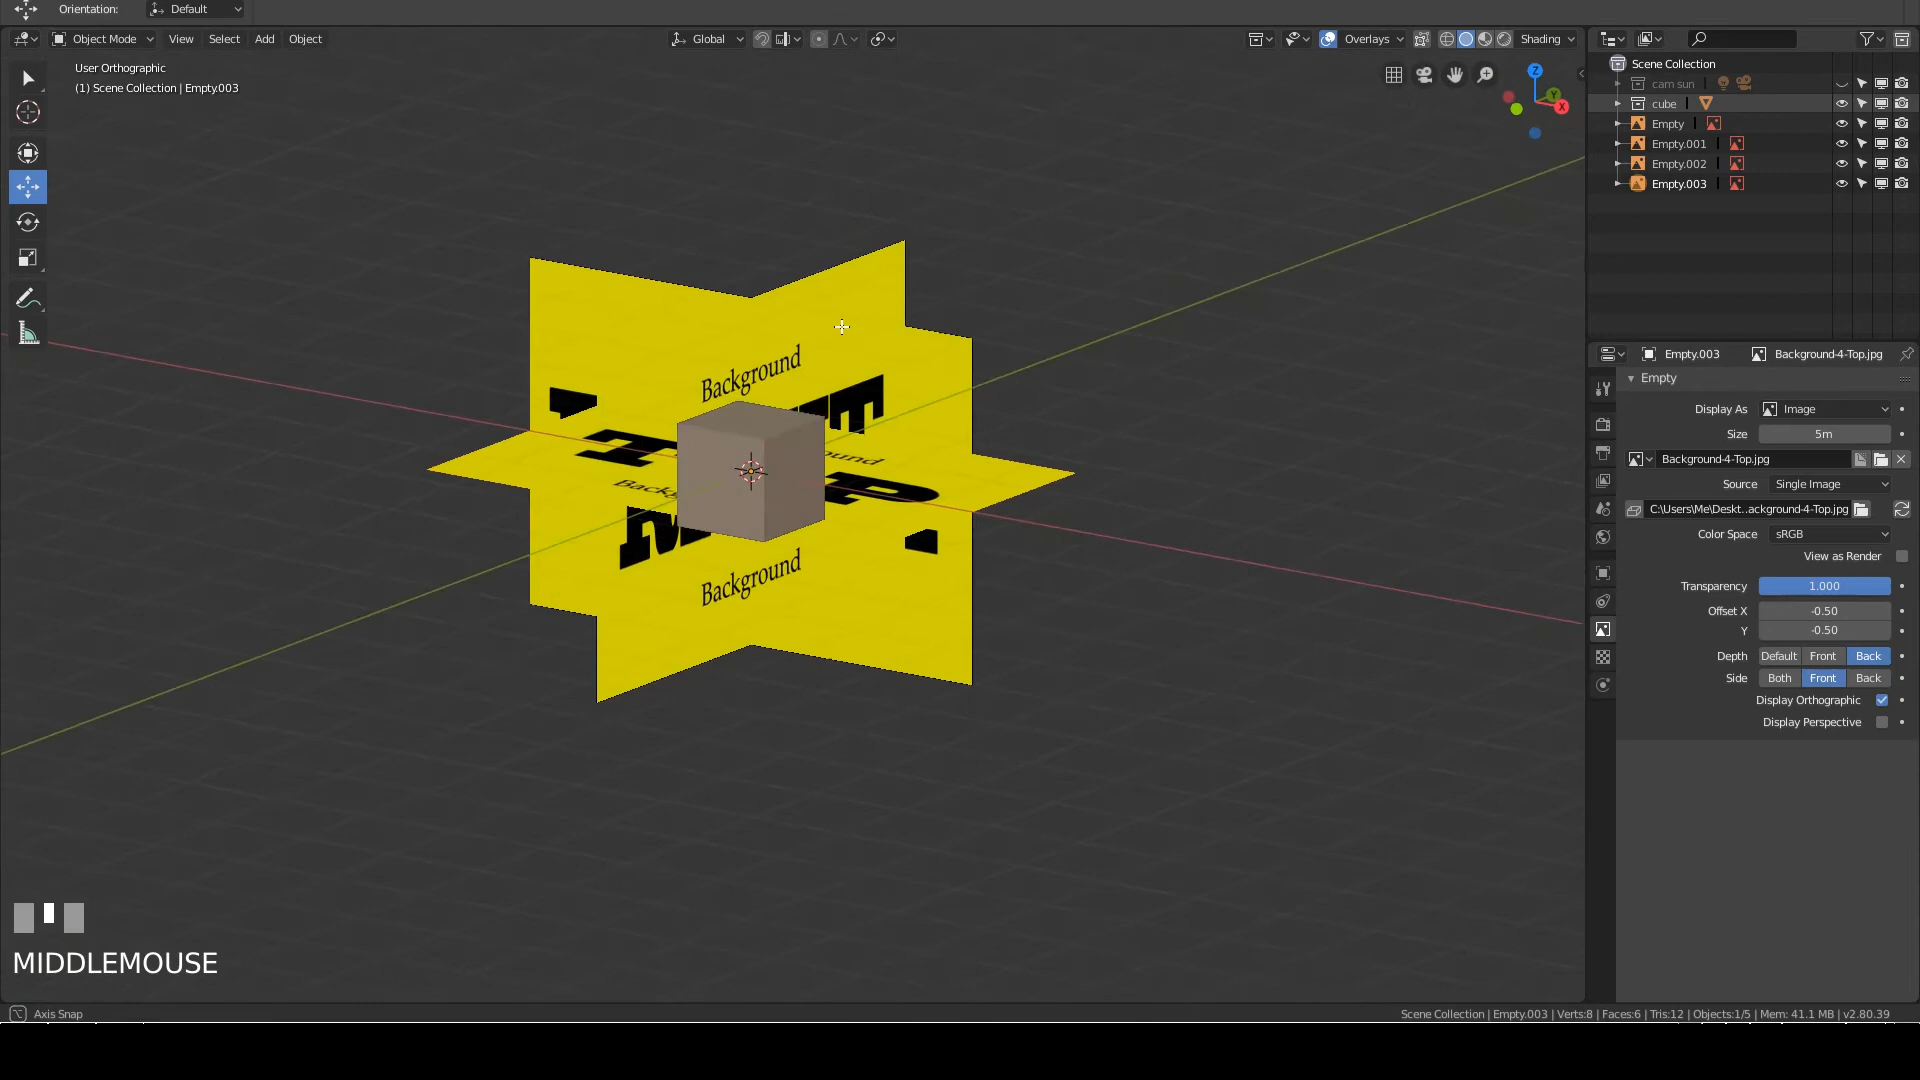 Orientation: Default
Object Mode View Select Add Object Global Overlays Shading
User Orthographic
(1) Scene Collection | Empty.003
Z
Y
X
Scene Collection
cam sun
cube
Empty
Empty.001
Empty.002
Empty.003
Background
Background
Empty.003 Background-4-Top.jpg
Empty
Display As Image
Size 5m
Background-4-Top.jpg
Source Single Image
C:\Users\Me\Deskt..ackground-4-Top.jpg
Color Space sRGB
View as Render
Transparency 1.000
Offset X -0.50
Y -0.50
Depth Default Front Back
Side Both Front Back
Display Orthographic
Display Perspective
MIDDLEMOUSE
Axis Snap
Scene Collection | Empty.003 | Verts:8 | Faces:6 | Tris:12 | Objects:1/5 | Mem: 41.1 MB | v2.80.39